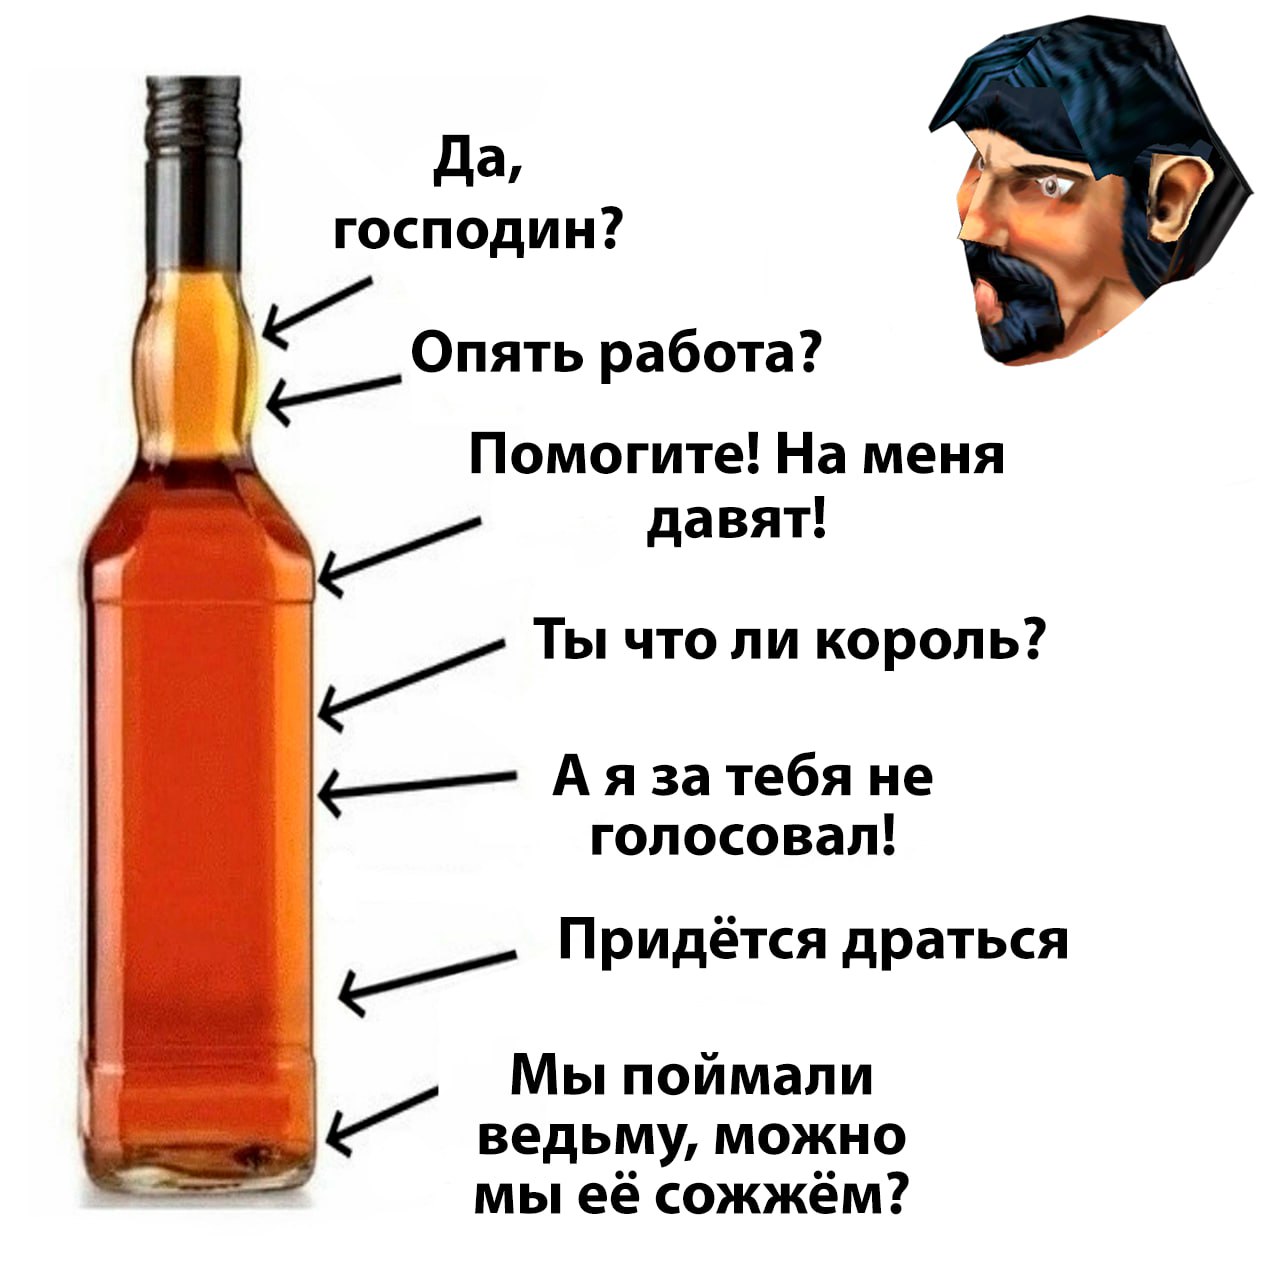 Да,
господин?
Опять работа?
Помогите! На меня
давят!
Ты что ли король?
А я за тебя не
голосовал!
Придётся драться
Мы поймали
ведьму, можно
мы её сожжём?